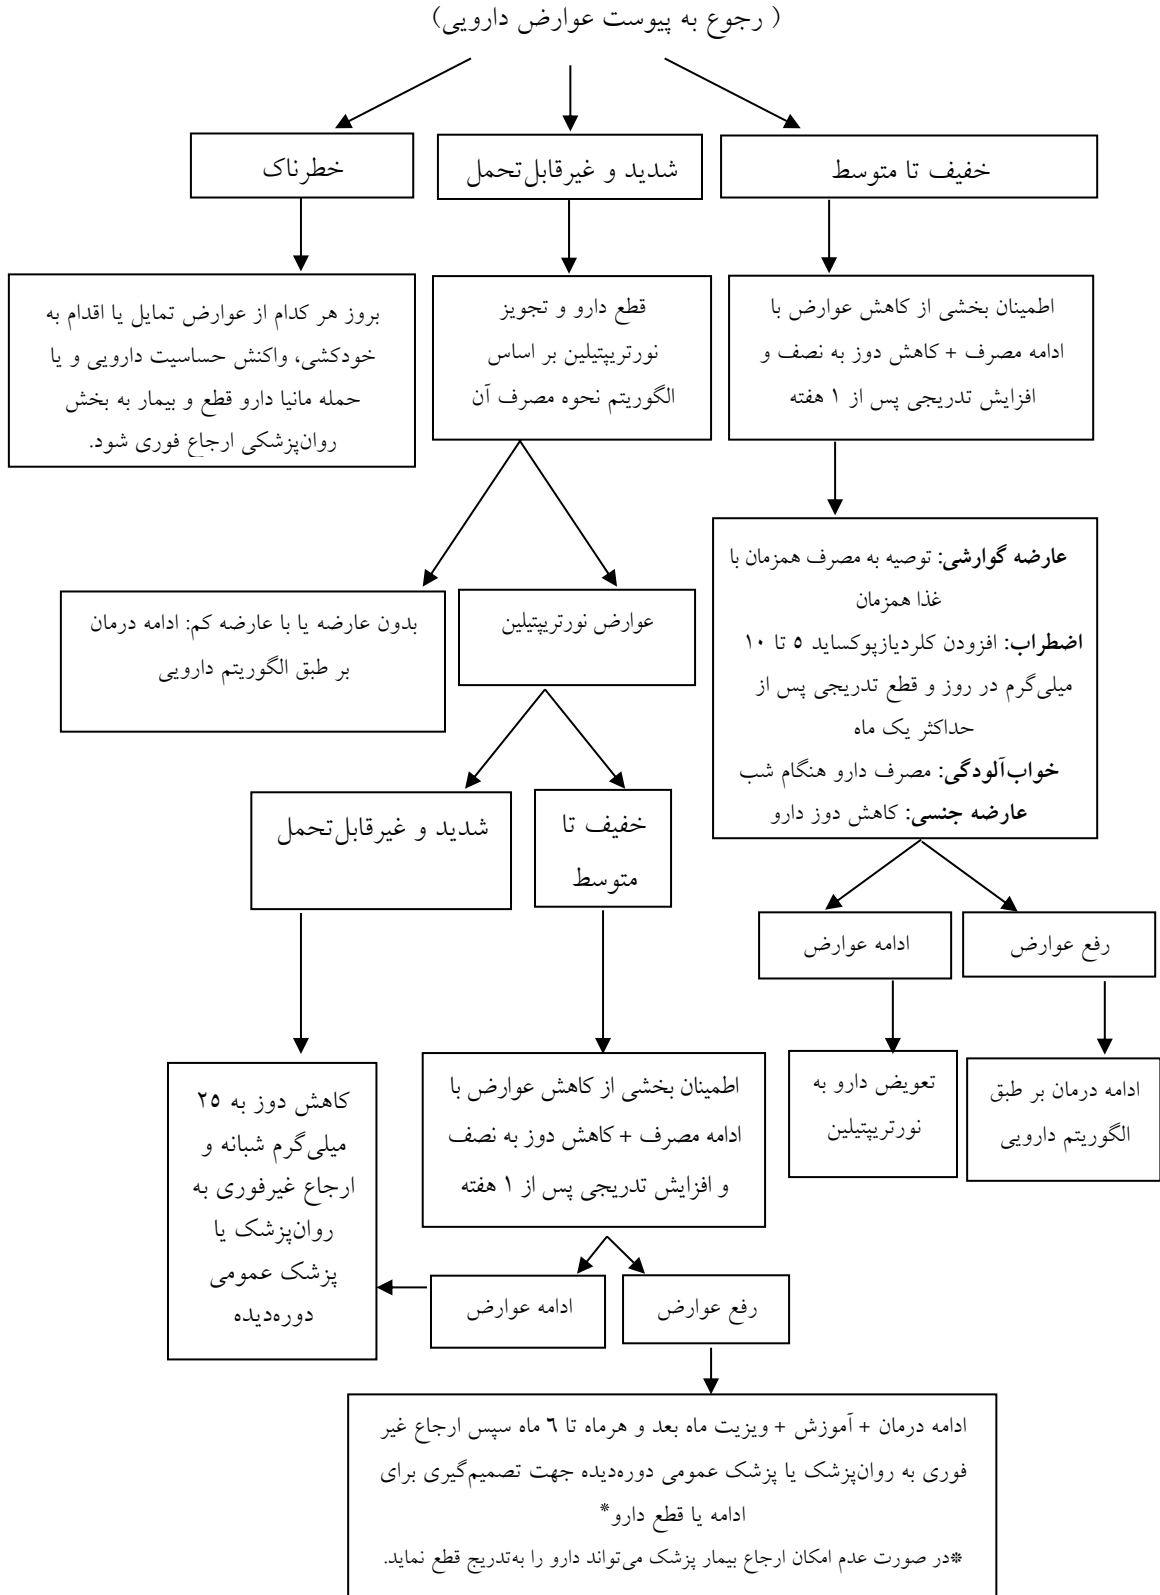 ( رجوع به پیوست عوارض دارویی)
خفیف تا متوسط
شدید و غیرقابل‌تحمل
خطرناک
اطمینان بخشی از کاهش عوارض با
ادامه مصرف + کاهش دوز به نصف و
افزایش تدریجی پس از ۱ هفته
قطع دارو و تجویز
نورتریپتیلین بر اساس
الگوریتم نحوه مصرف آن
بروز هر کدام از عوارض تمایل یا اقدام به
خودکشی، واکنش حساسیت دارویی و یا
حمله مانیا دارو قطع و بیمار به بخش
روان‌پزشکی ارجاع فوری شود.
عارضه گوارشی: توصیه به مصرف همزمان با
غذا همزمان
اضطراب: افزودن کلردیازپوکساید ۵ تا ۱۰
میلی‌گرم در روز و قطع تدریجی پس از
حداکثر یک ماه
خواب‌آلودگی: مصرف دارو هنگام شب
عارضه جنسی: کاهش دوز دارو
عوارض نورتریپتیلین
بدون عارضه یا با عارضه کم: ادامه درمان
بر طبق الگوریتم دارویی
خفیف تا
متوسط
شدید و غیرقابل‌تحمل
رفع عوارض
ادامه عوارض
ادامه درمان بر طبق
الگوریتم دارویی
تعویض دارو به
نورتریپتیلین
اطمینان بخشی از کاهش عوارض با
ادامه مصرف + کاهش دوز به نصف
و افزایش تدریجی پس از ۱ هفته
کاهش دوز به ۲۵
میلی‌گرم شبانه و
ارجاع غیرفوری به
روان‌پزشک یا
پزشک عمومی
دوره‌دیده
رفع عوارض
ادامه عوارض
ادامه درمان + آموزش + ویزیت ماه بعد و هرماه تا ۶ ماه سپس ارجاع غیر
فوری به روان‌پزشک یا پزشک عمومی دوره‌دیده جهت تصمیم‌گیری برای
ادامه یا قطع دارو*
*در صورت عدم امکان ارجاع بیمار پزشک می‌تواند دارو را به‌تدریج قطع نماید.